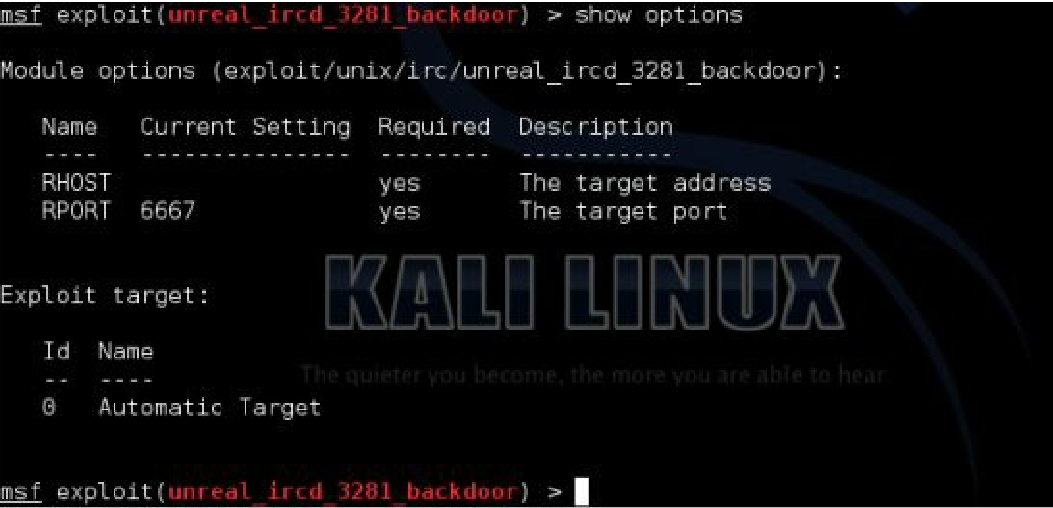 msf exploit(unreal_ircd_3281_backdoor) > show options
Module options (exploit/unix/irc/unreal_ircd_3281_backdoor):
Name Current Setting Required Description
---- --------------- -------- -----------
RHOST yes The target address
RPORT 6667 yes The target port
Exploit target:
KALI LINUX
Id Name
-- ----
The quieter you become, the more you are able to hear.
0 Automatic Target
msf exploit(unreal_ircd_3281_backdoor) >